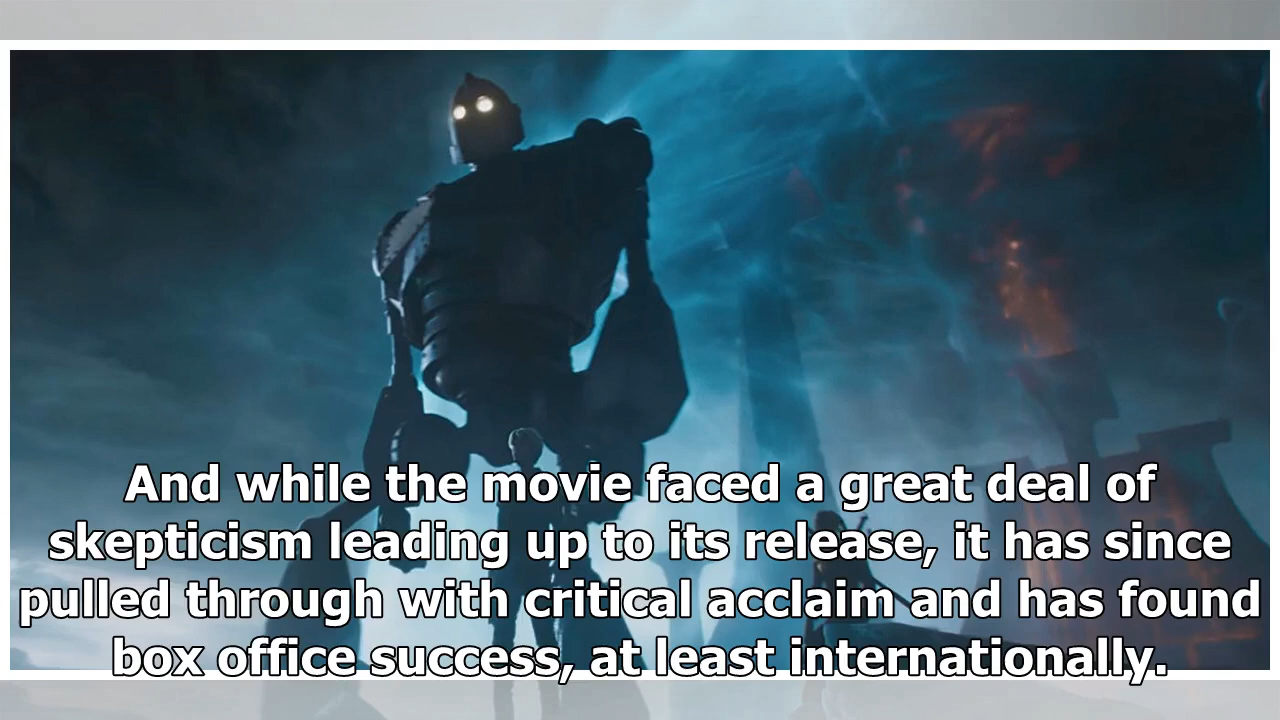 And while the movie faced a great deal of
skepticism leading up to its release, it has since
pulled through with critical acclaim and has found
box office success, at least internationally.